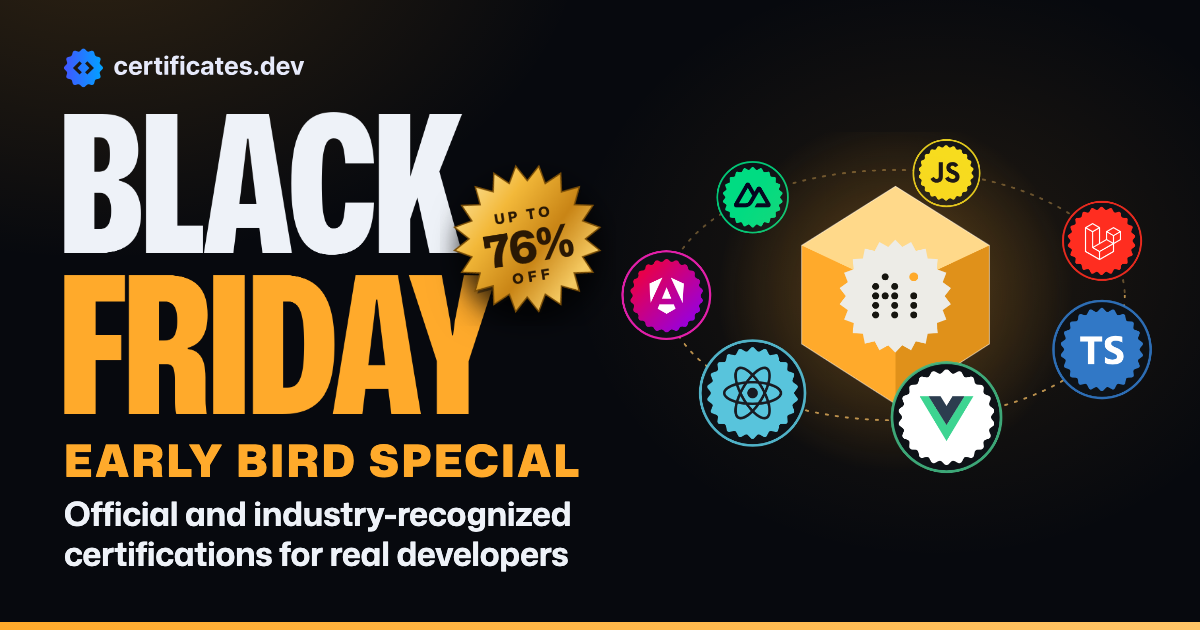 certificates.dev
BLACK
FRIDAY
UP TO
76%
OFF
EARLY BIRD SPECIAL
Official and industry-recognized
certifications for real developers
JS
TS